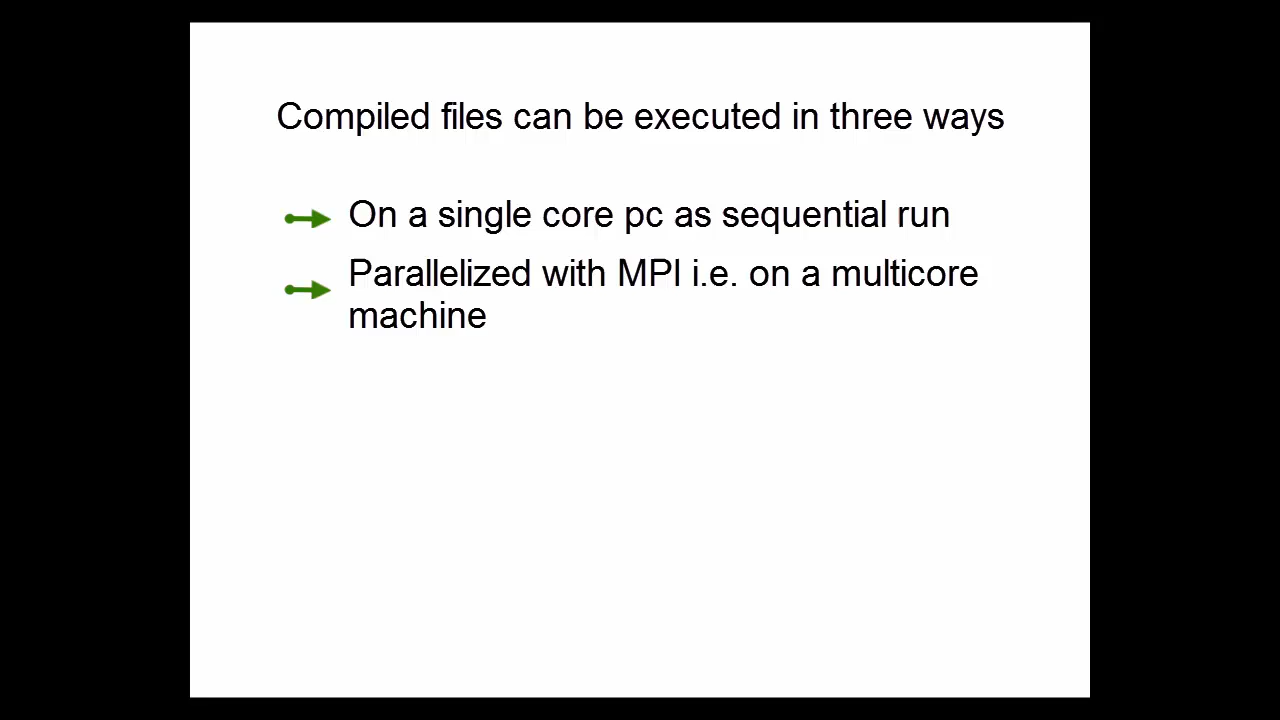 Compiled files can be executed in three ways
On a single core pc as sequential run
Parallelized with MPI i.e. on a multicore
machine